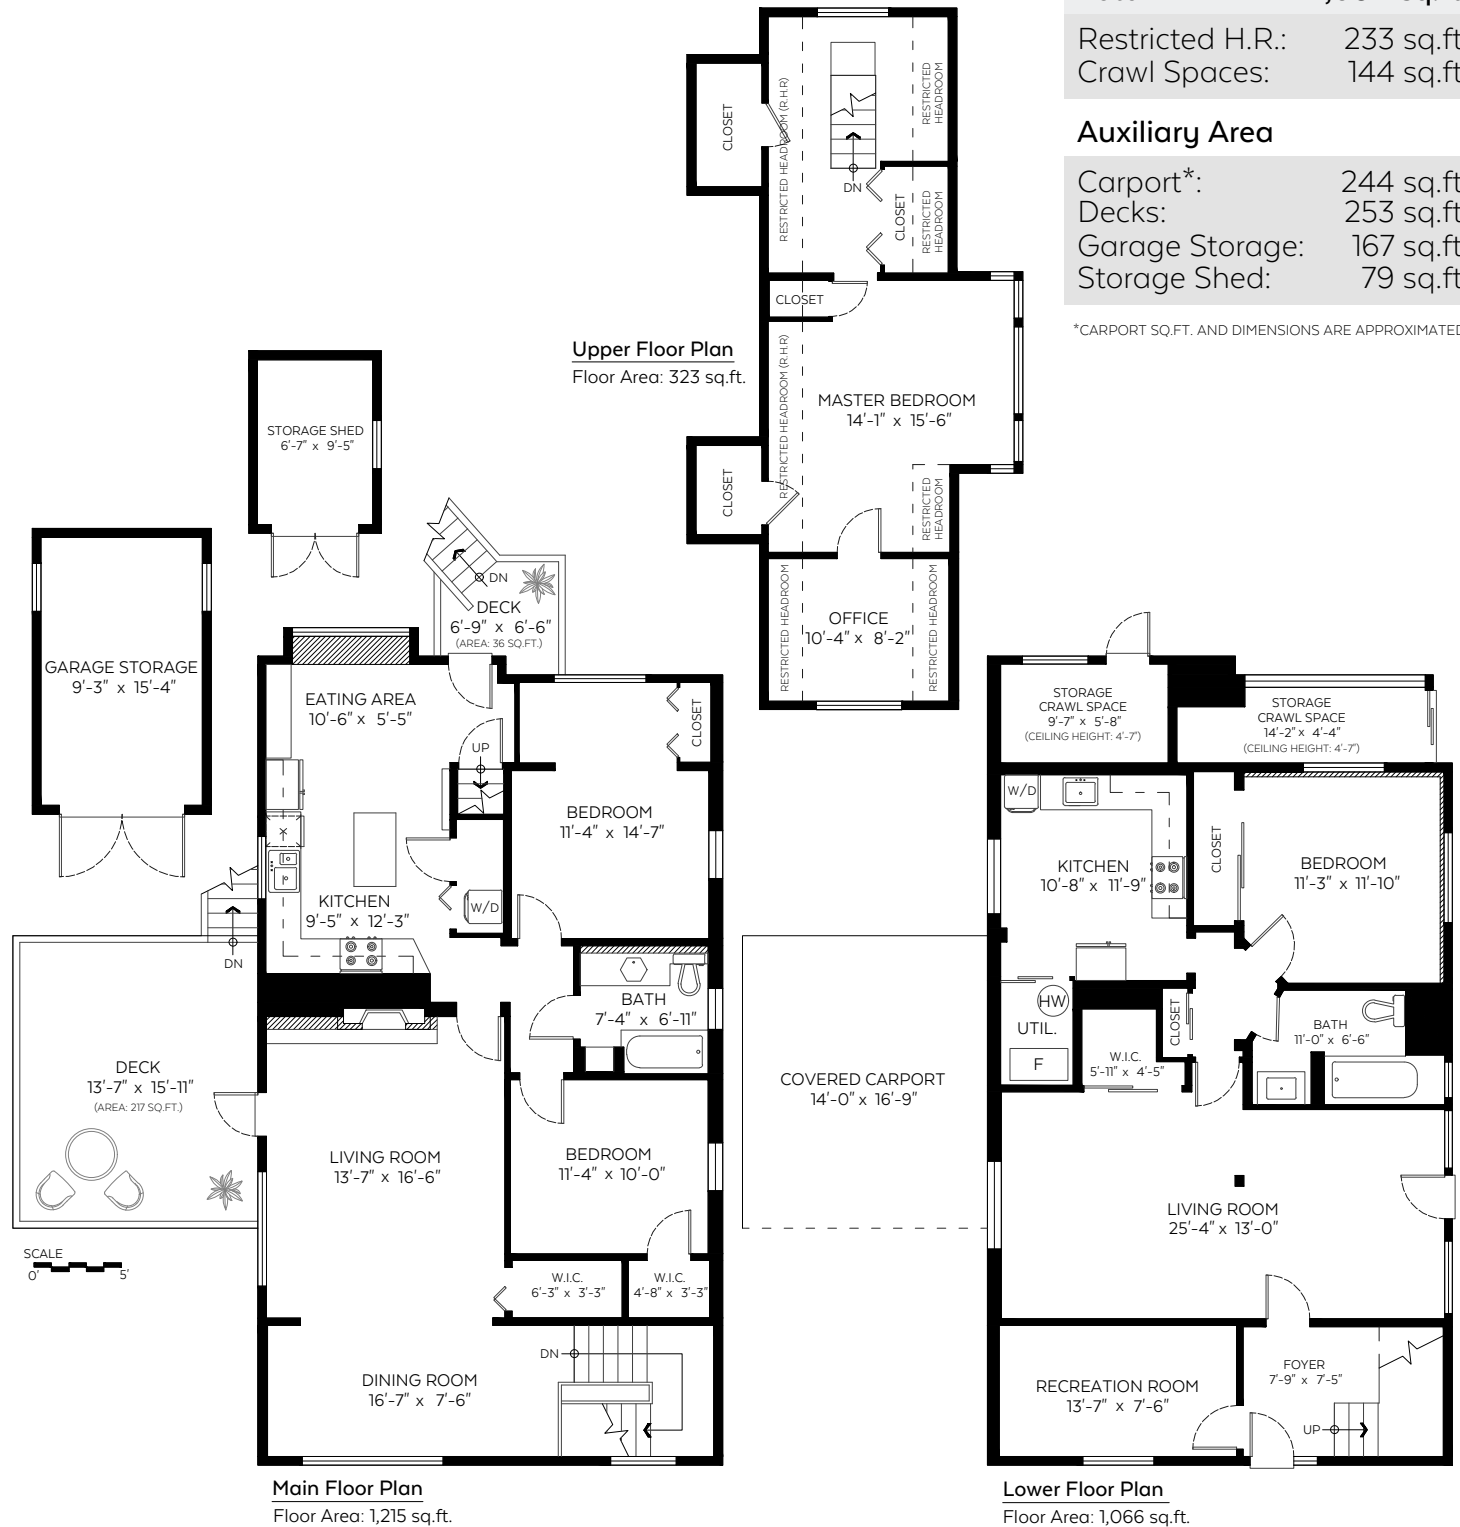 Restricted H.R.: 233 sq.ft
Crawl Spaces: 144 sq.ft
Auxiliary Area
Carport*: 244 sq.ft
Decks: 253 sq.ft
Garage Storage: 167 sq.ft
Storage Shed: 79 sq.ft
*CARPORT SQ.FT. AND DIMENSIONS ARE APPROXIMATED
CLOSET
RESTRICTED HEADROOM (R.H.R)
RESTRICTED
HEADROOM
DN
CLOSET
RESTRICTED
HEADROOM
CLOSET
Upper Floor Plan
Floor Area: 323 sq.ft.
RESTRICTED HEADROOM (R.H.R)
MASTER BEDROOM
14'-1" x 15'-6"
CLOSET
RESTRICTED
HEADROOM
RESTRICTED HEADROOM
OFFICE
10'-4" x 8'-2"
RESTRICTED HEADROOM
STORAGE SHED
6'-7" x 9'-5"
GARAGE STORAGE
9'-3" x 15'-4"
DN
DECK
6'-9" x 6'-6"
(AREA: 36 SQ.FT.)
EATING AREA
10'-6" x 5'-5"
UP
CLOSET
BEDROOM
11'-4" x 14'-7"
KITCHEN
9'-5" x 12'-3"
W/D
DN
BATH
7'-4" x 6'-11"
DECK
13'-7" x 15'-11"
(AREA: 217 SQ.FT.)
LIVING ROOM
13'-7" x 16'-6"
BEDROOM
11'-4" x 10'-0"
SCALE
0' 5'
W.I.C.
6'-3" x 3'-3"
W.I.C.
4'-8" x 3'-3"
DN
DINING ROOM
16'-7" x 7'-6"
Main Floor Plan
Floor Area: 1,215 sq.ft.
COVERED CARPORT
14'-0" x 16'-9"
STORAGE
CRAWL SPACE
9'-7" x 5'-8"
(CEILING HEIGHT: 4'-7")
STORAGE
CRAWL SPACE
14'-2" x 4'-4"
(CEILING HEIGHT: 4'-7")
W/D
KITCHEN
10'-8" x 11'-9"
CLOSET
BEDROOM
11'-3" x 11'-10"
HW
UTIL.
F
W.I.C.
5'-11" x 4'-5"
CLOSET
BATH
11'-0" x 6'-6"
LIVING ROOM
25'-4" x 13'-0"
RECREATION ROOM
13'-7" x 7'-6"
FOYER
7'-9" x 7'-5"
UP
Lower Floor Plan
Floor Area: 1,066 sq.ft.